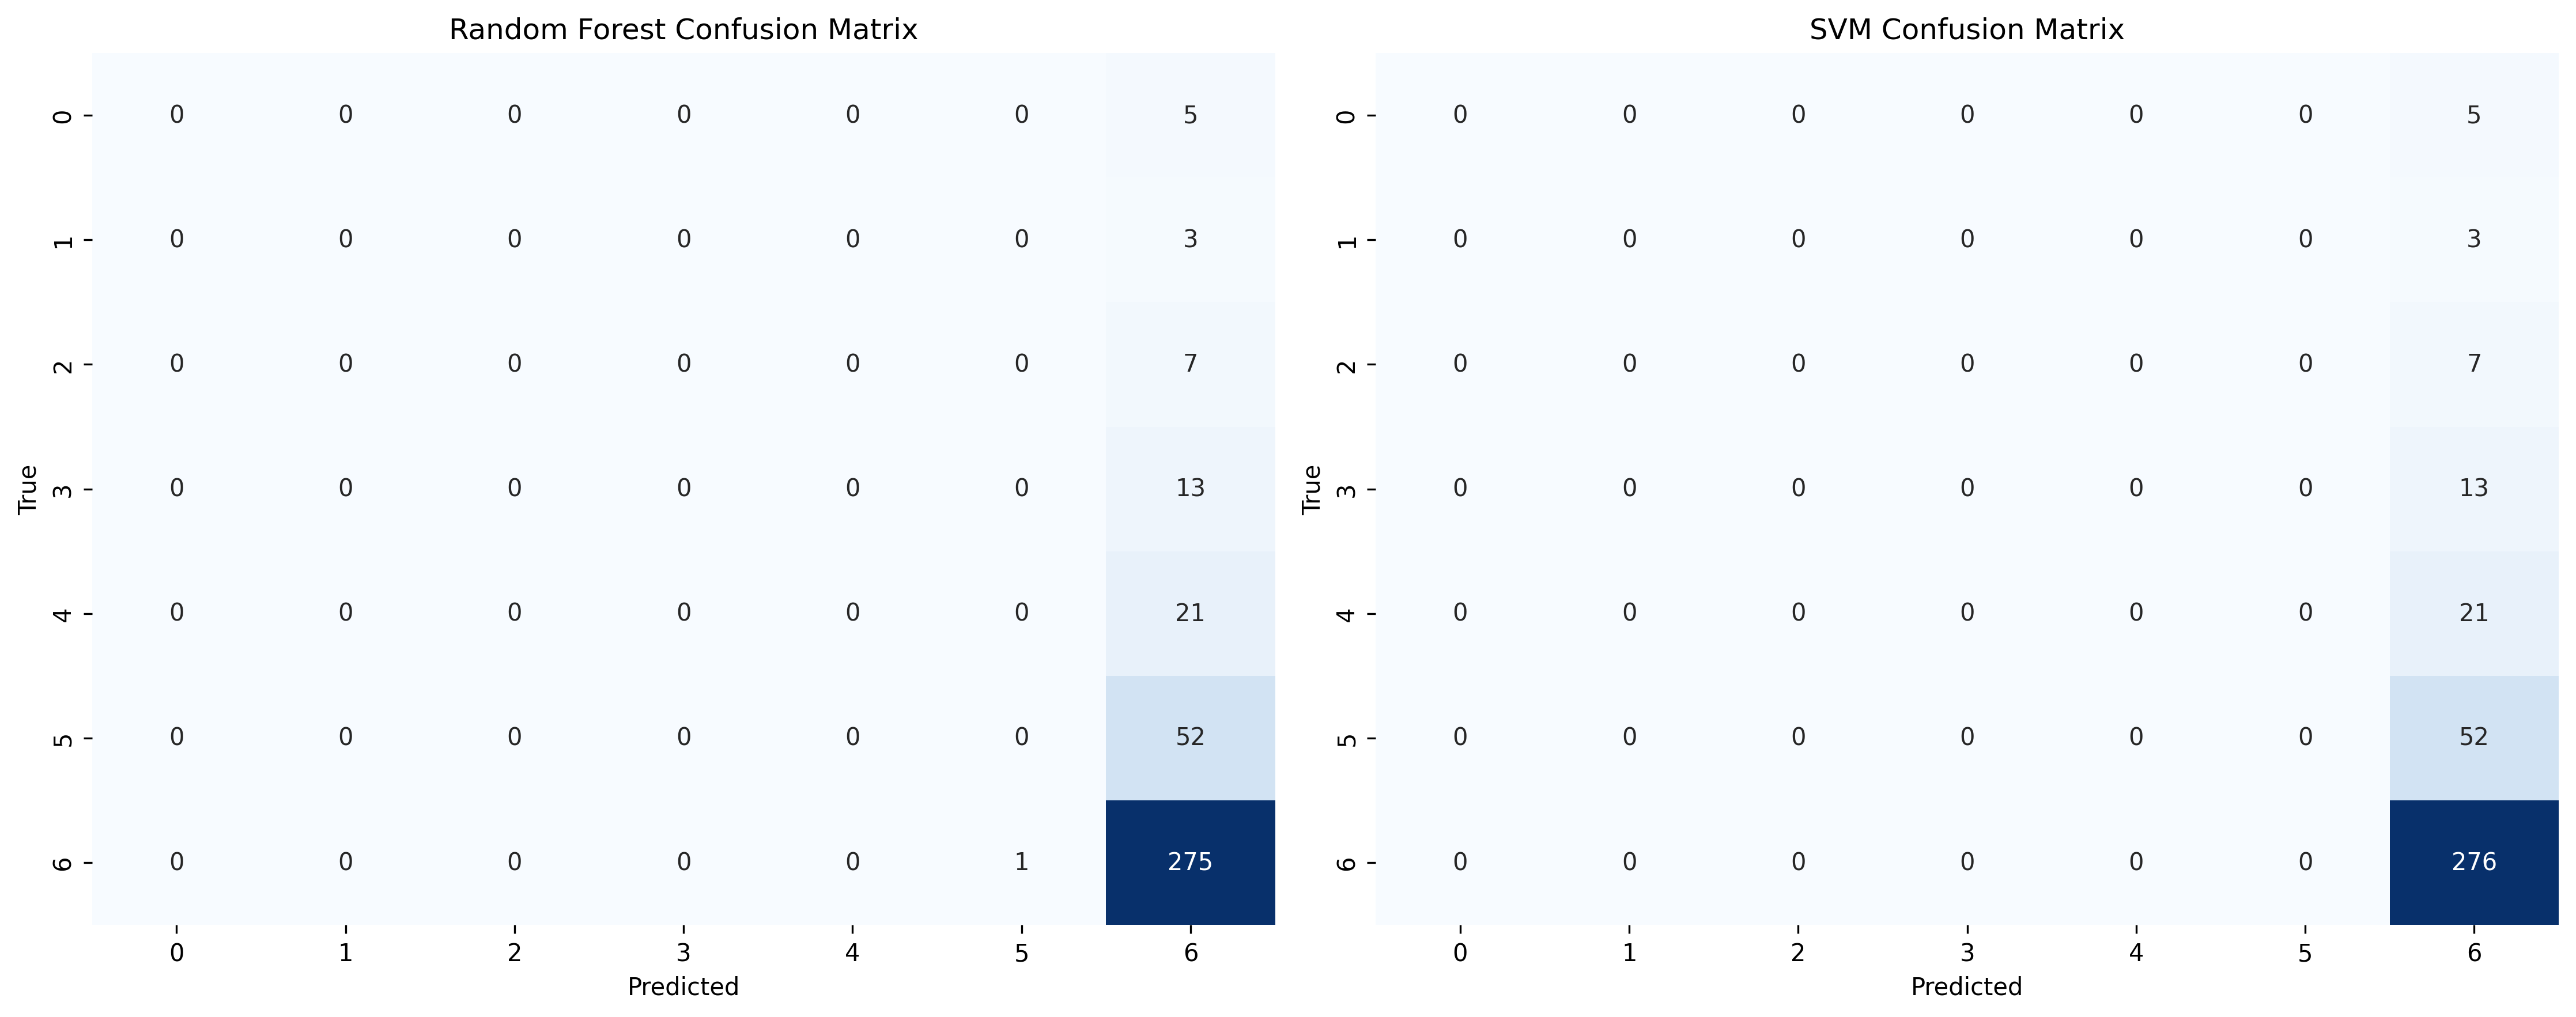 Random Forest Confusion Matrix
True
0 0 0 0 0 0 0 5
1 0 0 0 0 0 0 3
2 0 0 0 0 0 0 7
3 0 0 0 0 0 0 13
4 0 0 0 0 0 0 21
5 0 0 0 0 0 0 52
6 0 0 0 0 0 1 275
0 1 2 3 4 5 6
Predicted
SVM Confusion Matrix
True
0 0 0 0 0 0 0 5
1 0 0 0 0 0 0 3
2 0 0 0 0 0 0 7
3 0 0 0 0 0 0 13
4 0 0 0 0 0 0 21
5 0 0 0 0 0 0 52
6 0 0 0 0 0 0 276
0 1 2 3 4 5 6
Predicted